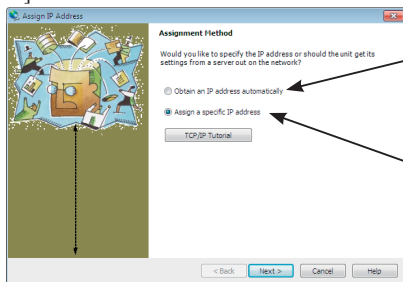 Assign IP Address
Assignment Method
Would you like to specify the IP address or should the unit get its
settings from a server out on the network?
Obtain an IP address automatically
Assign a specific IP address
TCP/IP Tutorial
< Back
Next >
Cancel
Help